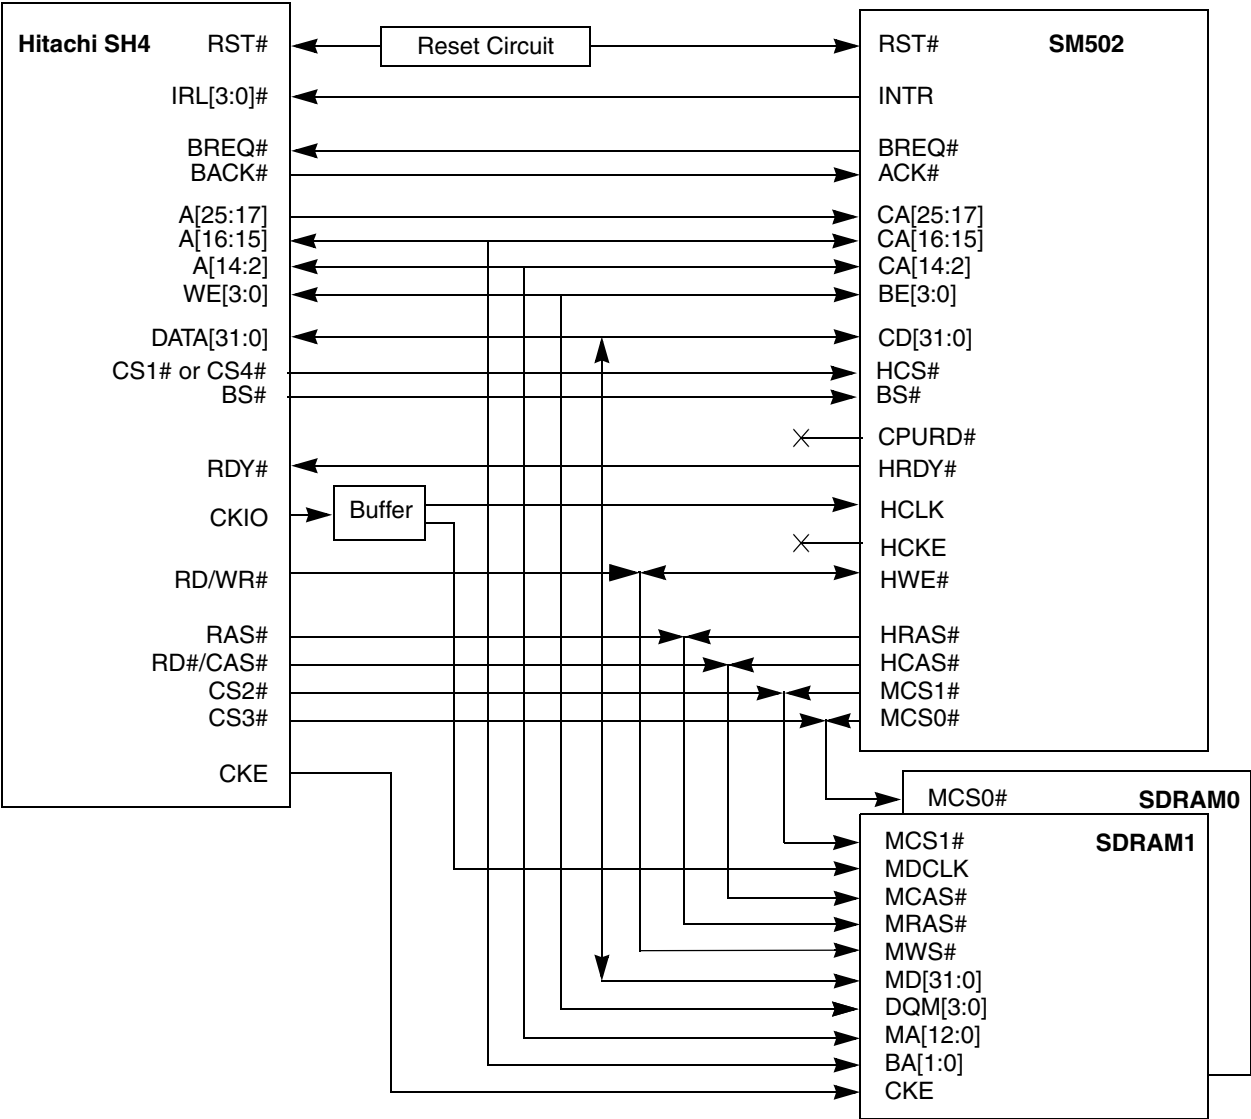 Hitachi SH4 RST# Reset Circuit RST# SM502
IRL[3:0]# INTR
BREQ# BREQ#
BACK# ACK#
A[25:17] CA[25:17]
A[16:15] CA[16:15]
A[14:2] CA[14:2]
WE[3:0] BE[3:0]
DATA[31:0] CD[31:0]
CS1# or CS4# HCS#
BS# BS#
CPURD#
RDY# HRDY#
CKIO Buffer HCLK
HCKE
RD/WR# HWE#
RAS# HRAS#
RD#/CAS# HCAS#
CS2# MCS1#
CS3# MCS0#
CKE
MCS0# SDRAM0
MCS1# SDRAM1
MDCLK
MCAS#
MRAS#
MWS#
MD[31:0]
DQM[3:0]
MA[12:0]
BA[1:0]
CKE